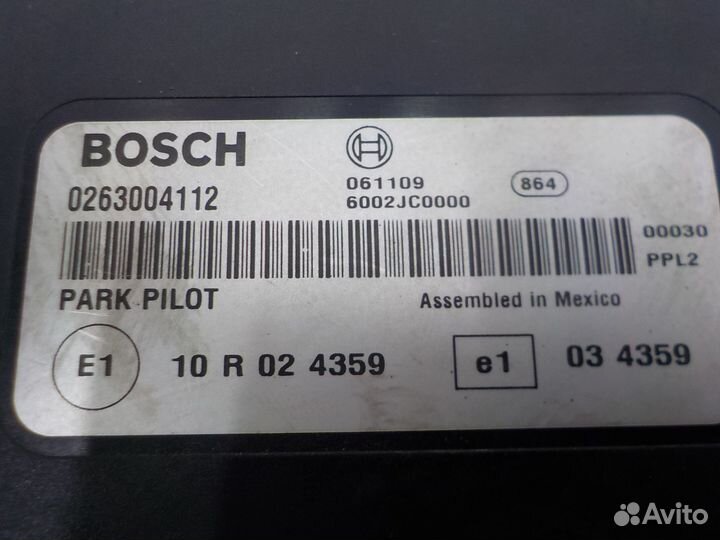 BOSCH
0263004112
061109
6002JC0000
864
00030
PPL2
PARK PILOT
Assembled in Mexico
E1 10 R 02 4359
e1 03 4359
Avito